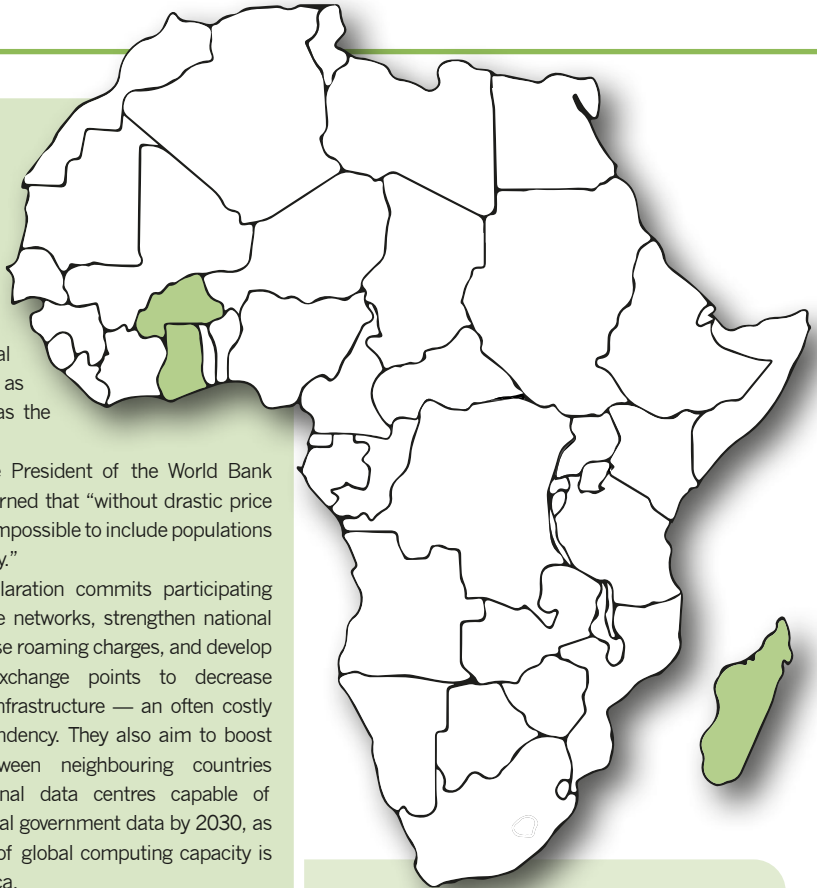 al
as
as the
President of the World Bank
rned that “without drastic price
impossible to include populations
y.”
laration commits participating
e networks, strengthen national
se roaming charges, and develop
xchange points to decrease
nfrastructure — an often costly
ndency. They also aim to boost
ween neighbouring countries
nal data centres capable of
al government data by 2030, as
of global computing capacity is
ca.